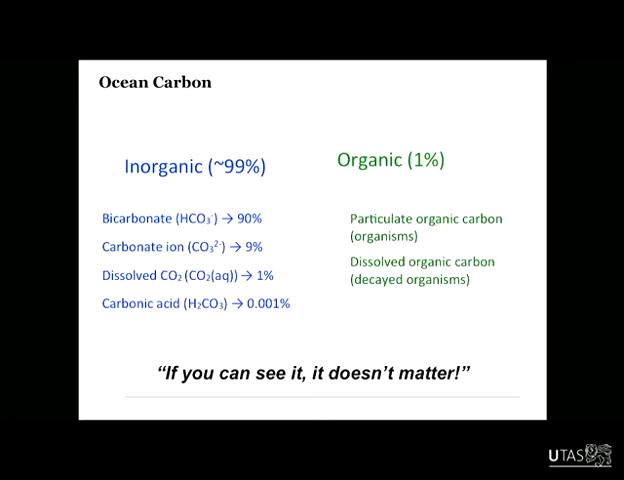 Ocean Carbon
Inorganic (~99%)
Bicarbonate (HCO₃⁻) → 90%
Carbonate ion (CO₃²⁻) → 9%
Dissolved CO₂ (CO₂(aq)) → 1%
Carbonic acid (H₂CO₃) → 0.001%
Organic (1%)
Particulate organic carbon
(organisms)
Dissolved organic carbon
(decayed organisms)
“If you can see it, it doesn’t matter!”
UTAS